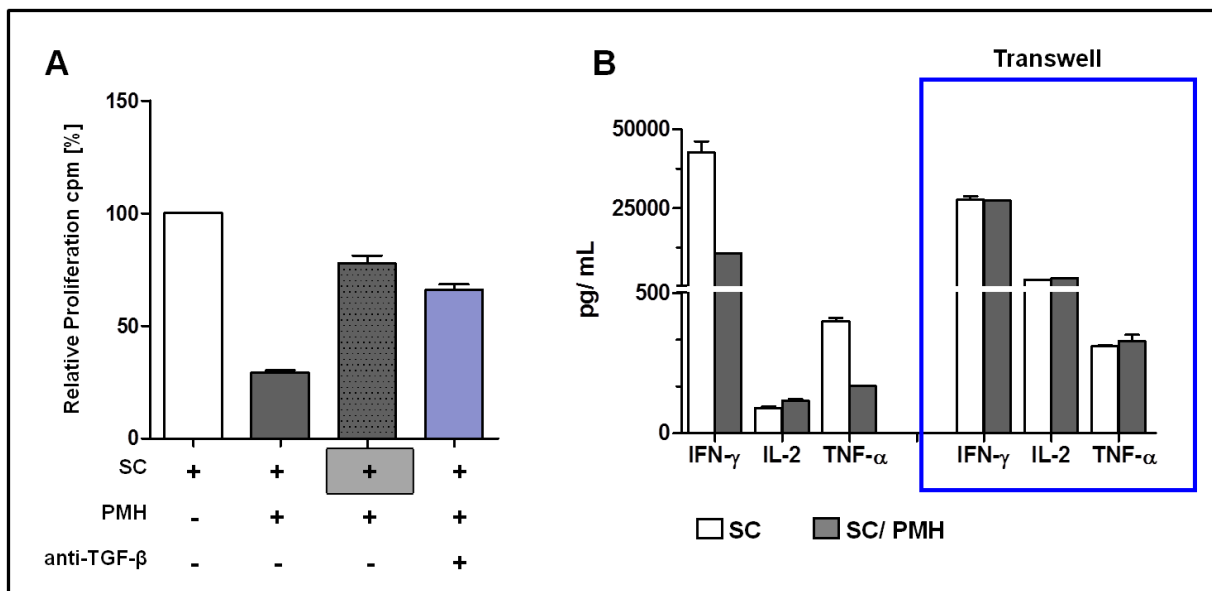 A
Relative Proliferation cpm [%]
150
100
50
0
SC + + + +
PMH - + + +
anti-TGF-β - - - +
B
Transwell
pg/ mL
50000
25000
500
0
IFN-γ IL-2 TNF-α IFN-γ IL-2 TNF-α
SC SC/ PMH